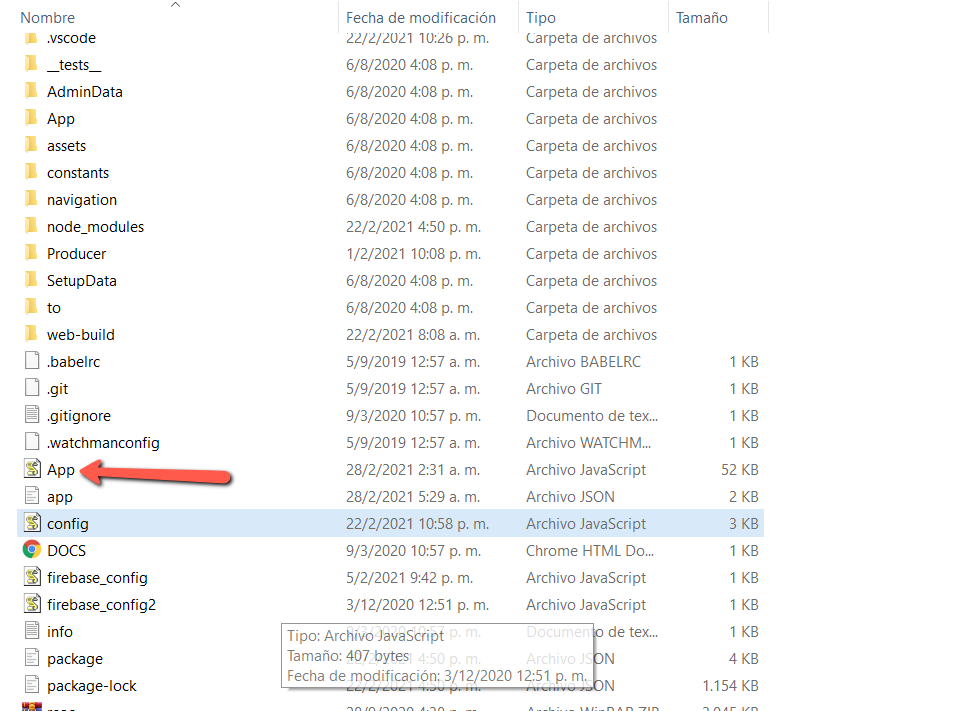 Nombre Fecha de modificación Tipo Tamaño
.vscode 22/2/2021 10:26 p. m. Carpeta de archivos
__tests__ 6/8/2020 4:08 p. m. Carpeta de archivos
AdminData 6/8/2020 4:08 p. m. Carpeta de archivos
App 6/8/2020 4:08 p. m. Carpeta de archivos
assets 6/8/2020 4:08 p. m. Carpeta de archivos
constants 6/8/2020 4:08 p. m. Carpeta de archivos
navigation 6/8/2020 4:08 p. m. Carpeta de archivos
node_modules 22/2/2021 4:50 p. m. Carpeta de archivos
Producer 1/2/2021 10:08 p. m. Carpeta de archivos
SetupData 6/8/2020 4:08 p. m. Carpeta de archivos
to 6/8/2020 4:08 p. m. Carpeta de archivos
web-build 22/2/2021 8:08 a. m. Carpeta de archivos
.babelrc 5/9/2019 12:57 a. m. Archivo BABELRC 1 KB
.git 5/9/2019 12:57 a. m. Archivo GIT 1 KB
.gitignore 9/3/2020 10:57 p. m. Documento de tex... 1 KB
.watchmanconfig 5/9/2019 12:57 a. m. Archivo WATCHM... 1 KB
App 28/2/2021 2:31 a. m. Archivo JavaScript 52 KB
app 28/2/2021 5:29 a. m. Archivo JSON 2 KB
config 22/2/2021 10:58 p. m. Archivo JavaScript 3 KB
DOCS 9/3/2020 10:57 p. m. Chrome HTML Do... 1 KB
firebase_config 5/2/2021 9:42 p. m. Archivo JavaScript 1 KB
firebase_config2 3/12/2020 12:51 p. m. Archivo JavaScript 1 KB
info 9/3/2020 10:57 p. m. Documento de tex... 1 KB
Tipo: Archivo JavaScript
package 4:50 p. m. Archivo JSON 4 KB
Tamaño: 407 bytes
Fecha de modificación: 3/12/2020 12:51 p. m.
package-lock 22/2/2021 4:50 p. m. Archivo JSON 1.154 KB